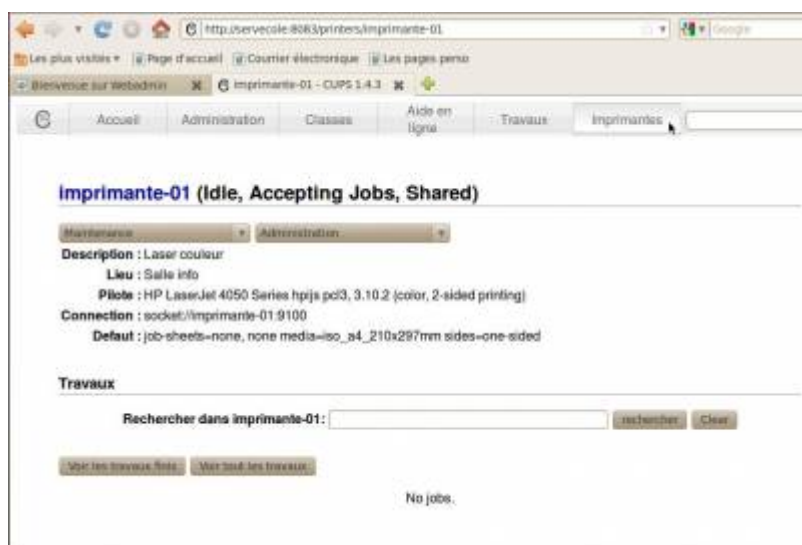 http://servecole:8083/printers/imprimante-01
Google
Les plus visités Page d'accueil Courrier électronique Les pages perso
Bienvenue sur Webadmin imprimante-01 - CUPS 1.4.3
Accueil Administration Classes Aide en ligne Travaux Imprimantes
imprimante-01 (Idle, Accepting Jobs, Shared)
Maintenance Administration
Description : Laser couleur
Lieu : Salle info
Pilote : HP LaserJet 4050 Series hpijs pcl3, 3.10.2 (color, 2-sided printing)
Connection : socket://imprimante-01:9100
Defaut : job-sheets=none, none media=iso_a4_210x297mm sides=one-sided
Travaux
Rechercher dans imprimante-01: rechercher Clear
Voir les travaux finis Voir tout les travaux
No jobs.